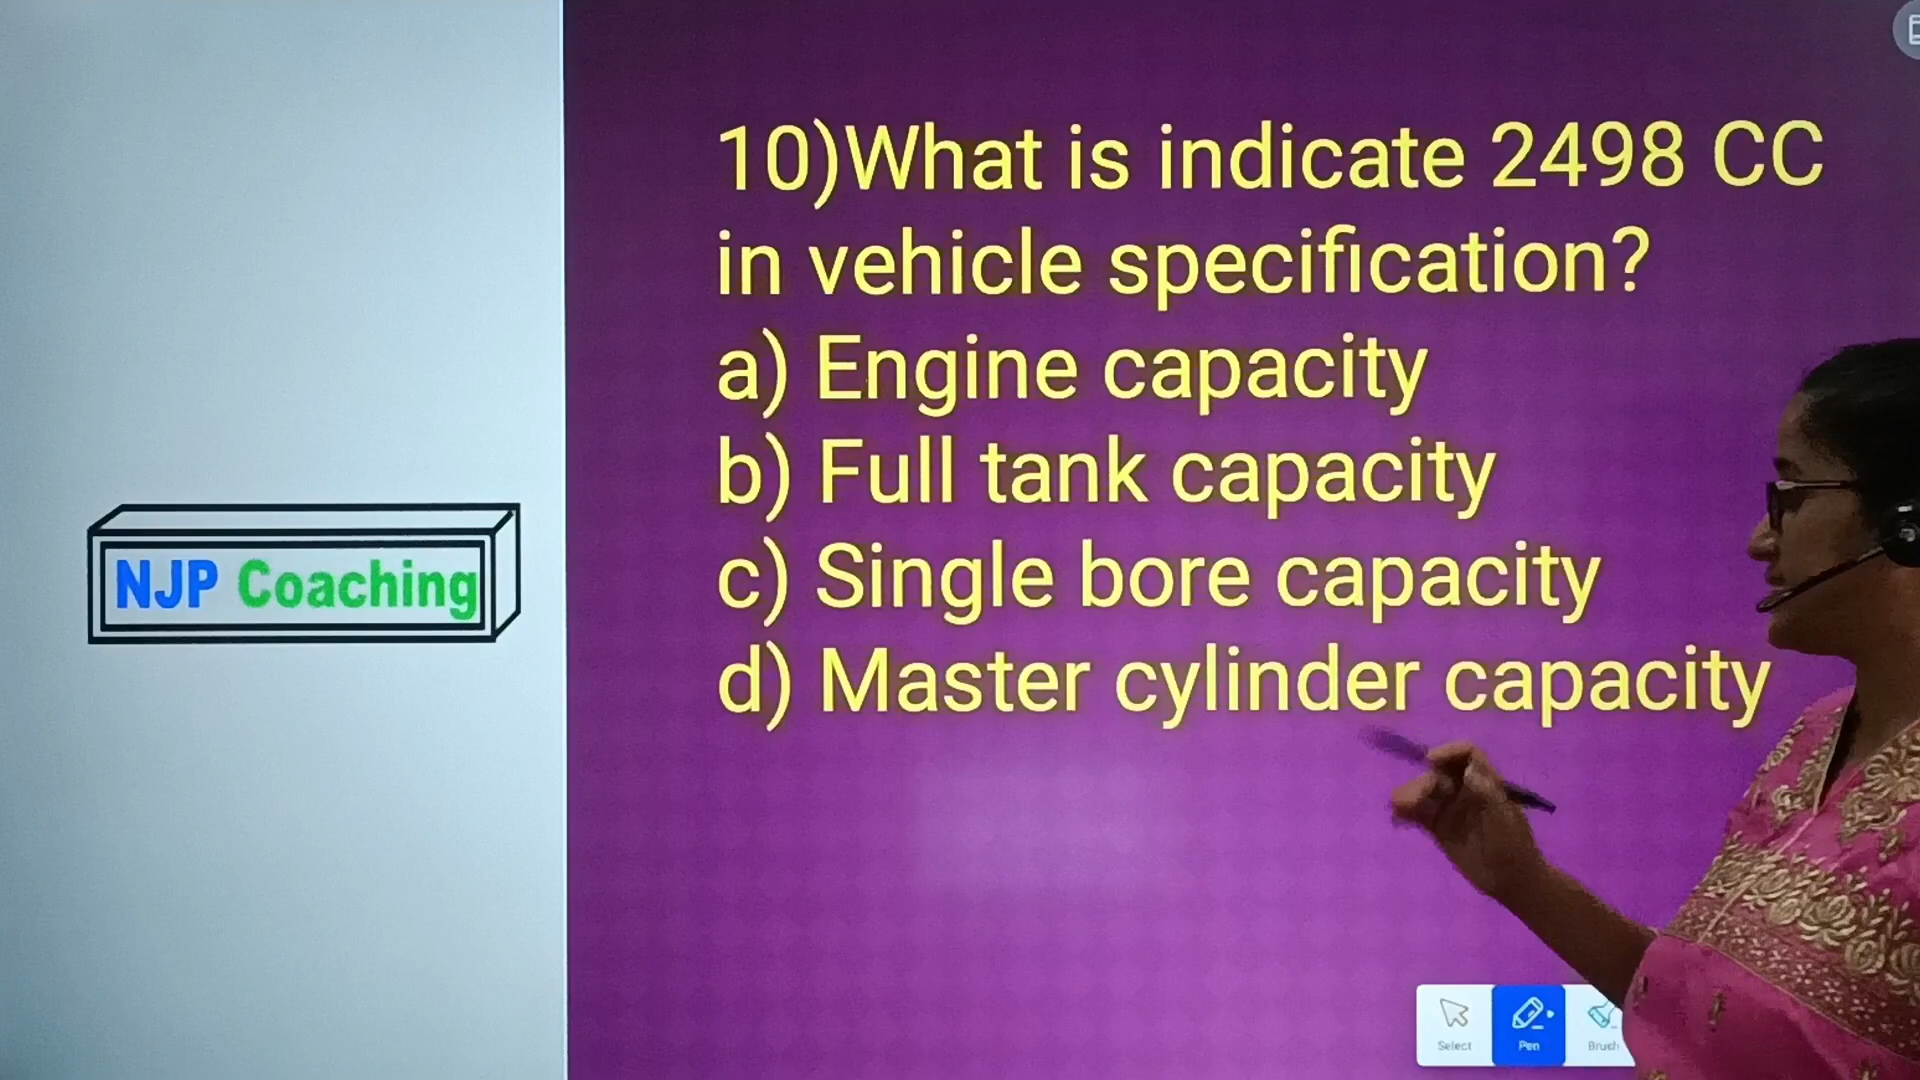 10)What is indicate 2498 CC
in vehicle specification?
a) Engine capacity
b) Full tank capacity
c) Single bore capacity
d) Master cylinder capacity
NJP Coaching
Select
Pen
Brush